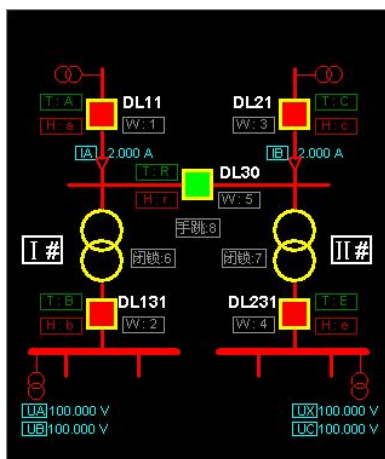 T:A DL11 DL21 T:C
H:a W:1 W:3 H:c
IA 2.000 A IB 2.000 A
T:R DL30
H:r W:5
手跳:8
I# 闭锁:6 闭锁:7 II#
T:B DL131 DL231 T:E
H:b W:2 W:4 H:e
UA 100.000 V UX 100.000 V
UB 100.000 V UC 100.000 V